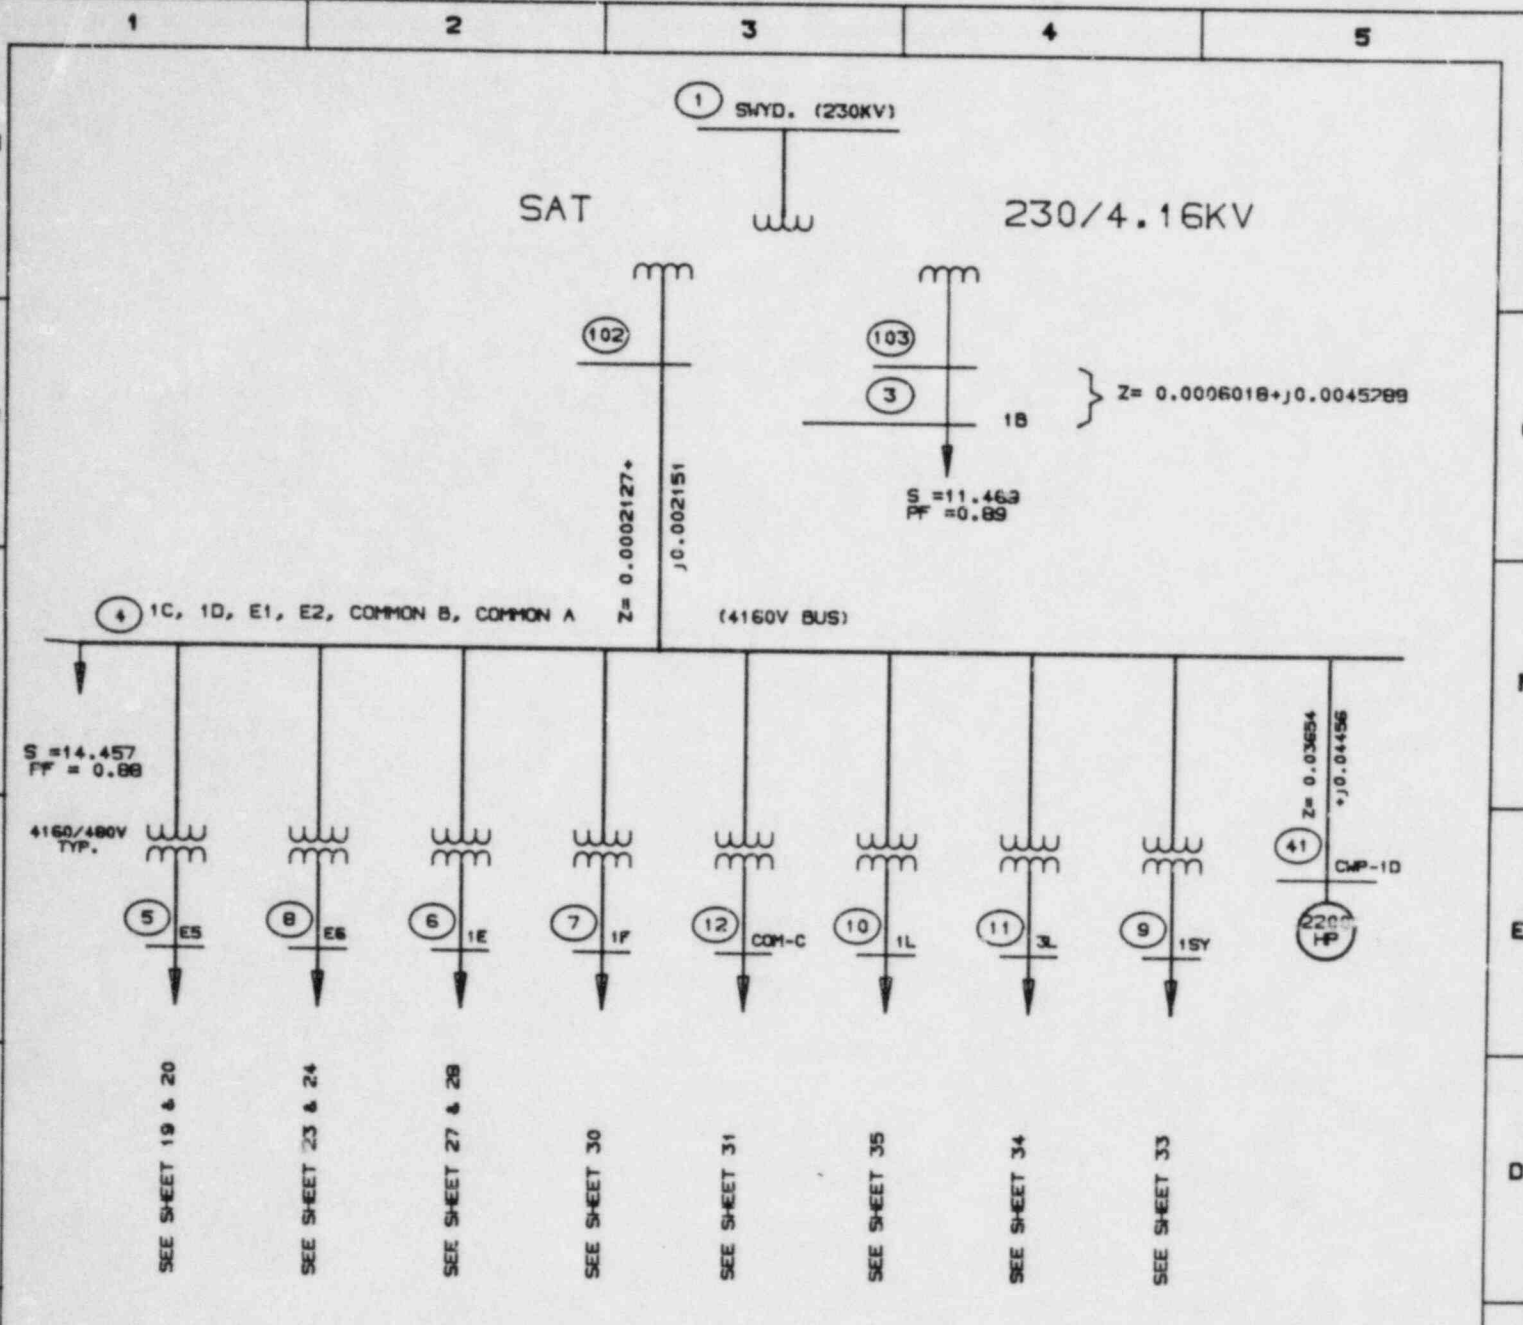 1 2 3 4 5
1 SWYD. (230KV)
SAT
230/4.16KV
102
103
3
1B
Z= 0.0006018+j0.0045289
S =11.463
PF =0.89
Z= 0.0002127+
j0.002151
4 1C, 1D, E1, E2, COMMON B, COMMON A
(4160V BUS)
S =14.457
PF = 0.88
4160/480V
TYP.
Z= 0.03654
+j0.04456
5 E5
8 E6
6 1E
7 1F
12 COM-C
10 1L
11 3L
9 1SY
41 CWP-1D
HP
SEE SHEET 19 & 20
SEE SHEET 23 & 24
SEE SHEET 27 & 28
SEE SHEET 30
SEE SHEET 31
SEE SHEET 35
SEE SHEET 34
SEE SHEET 33
E
D